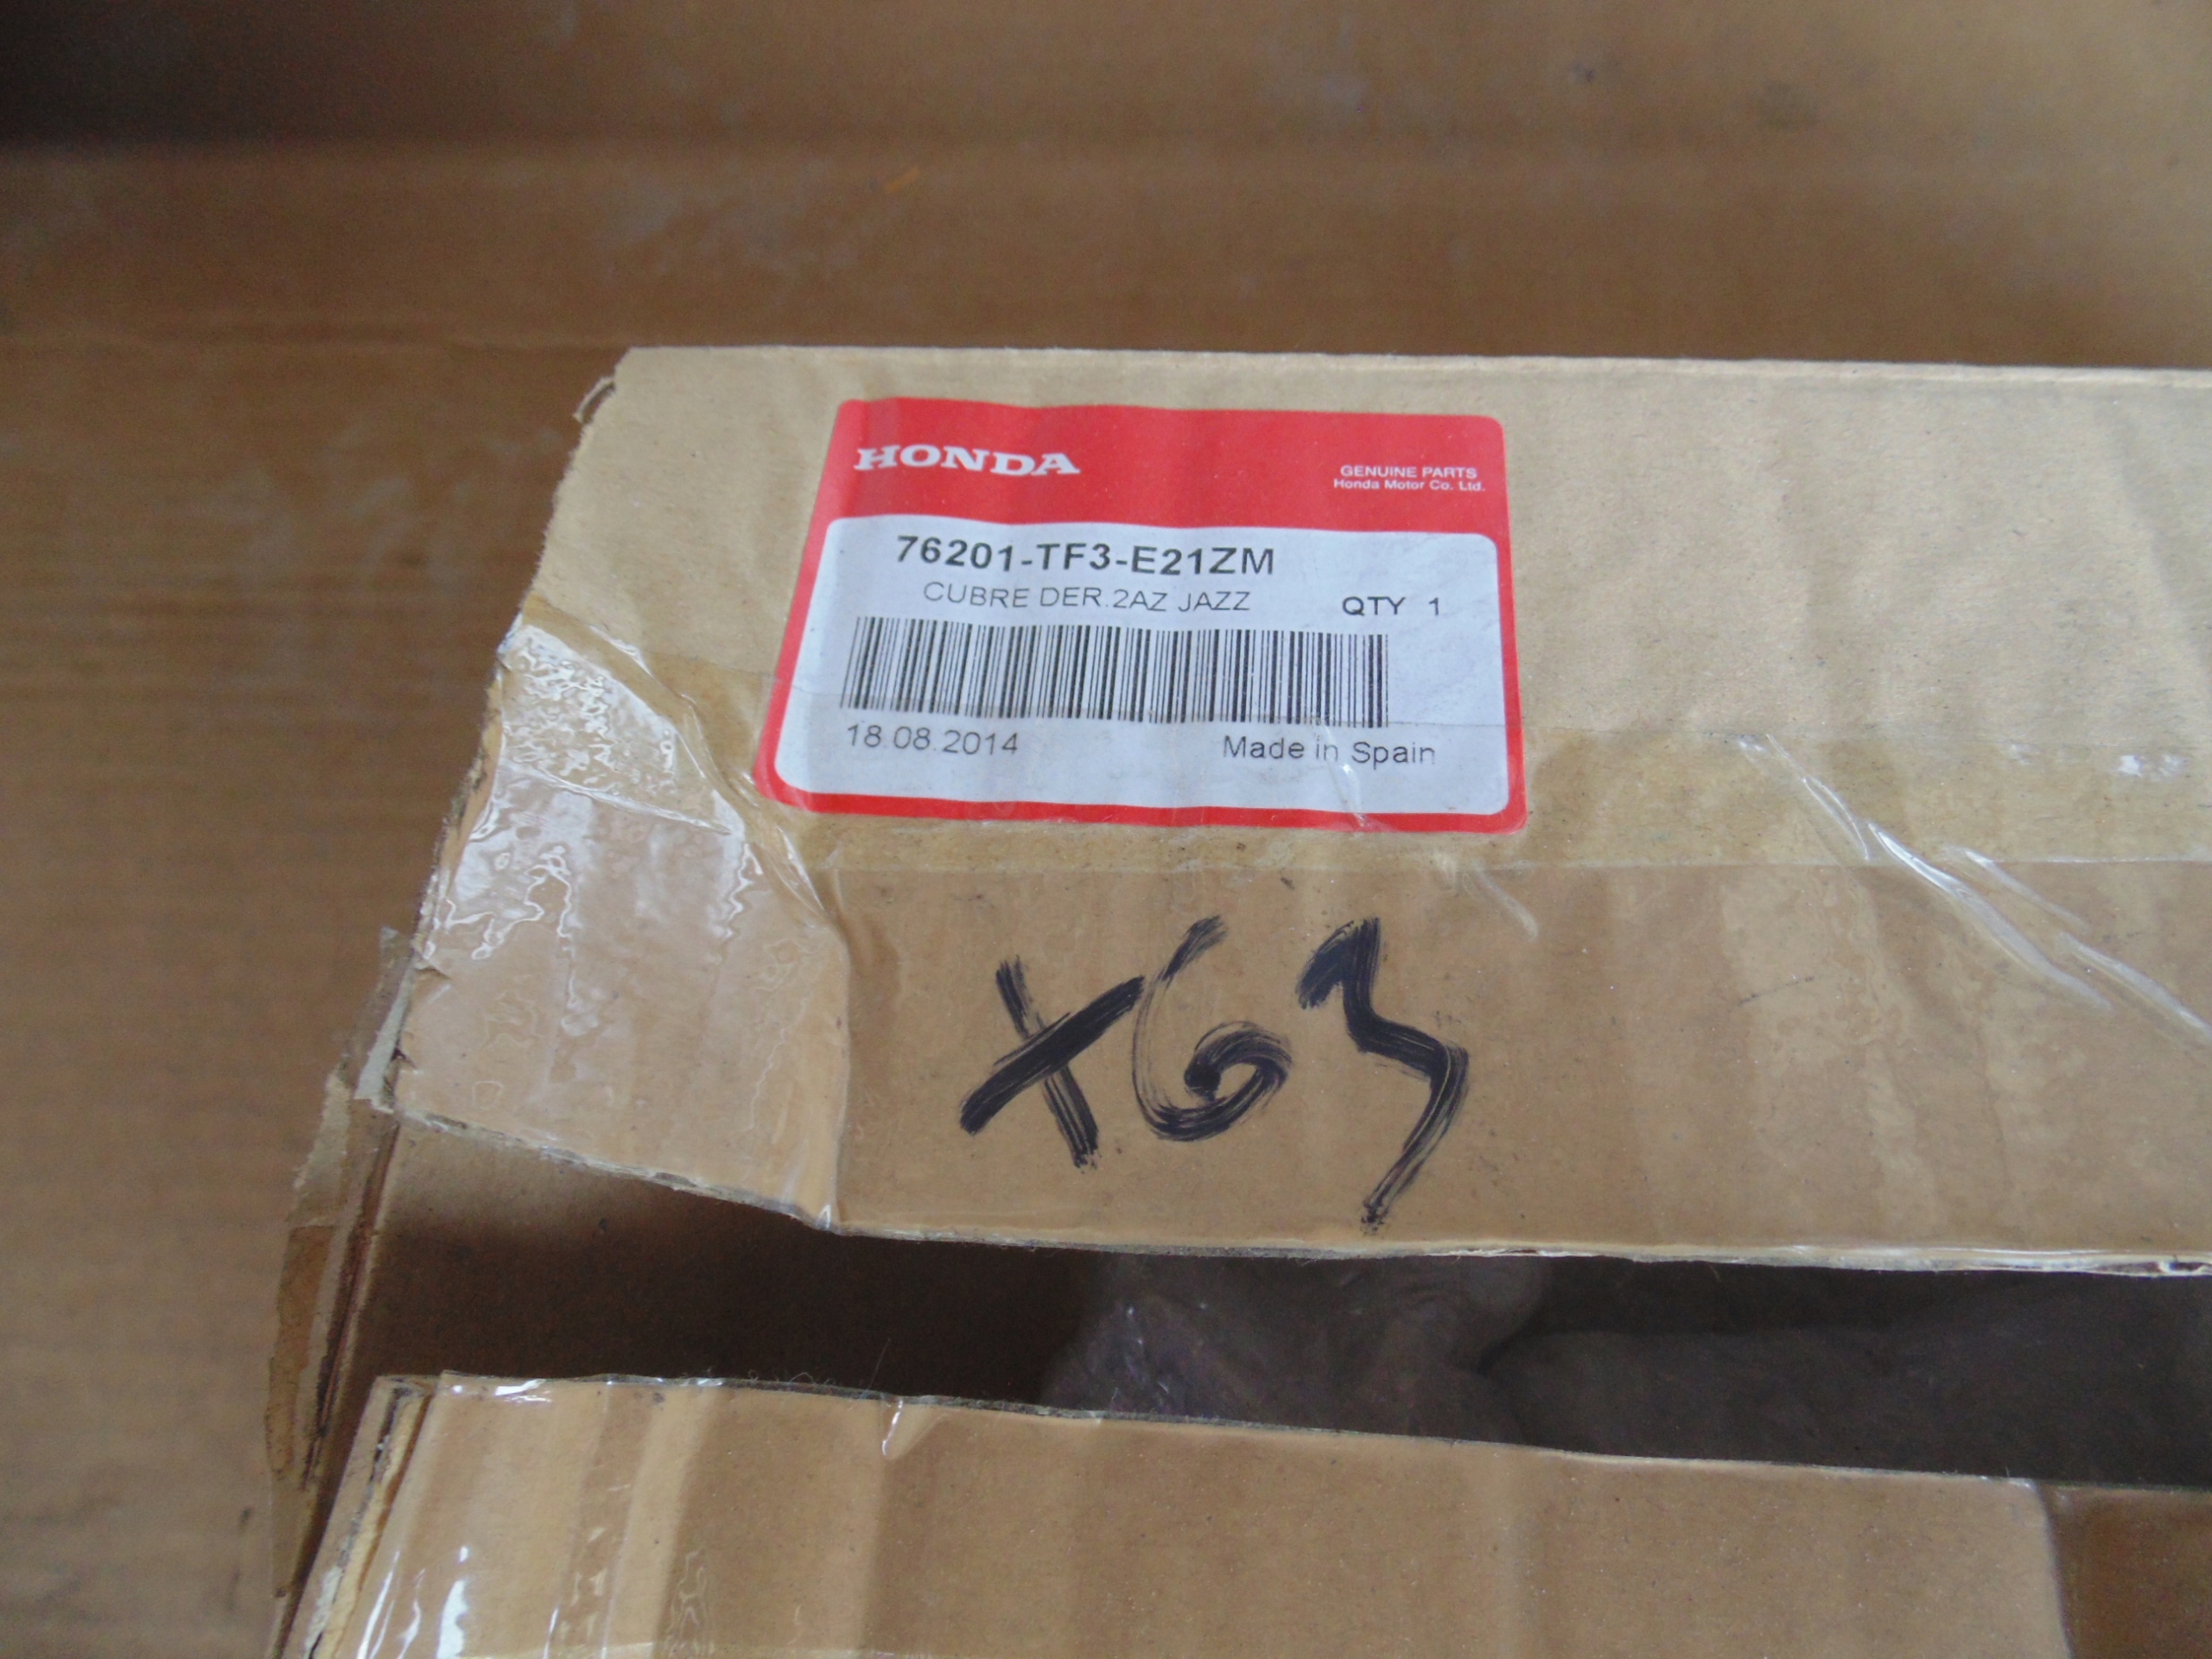 HONDA
GENUINE PARTS
Honda Motor Co. Ltd.
76201-TF3-E21ZM
CUBRE DER.2AZ JAZZ QTY 1
18.08.2014 Made in Spain
X63